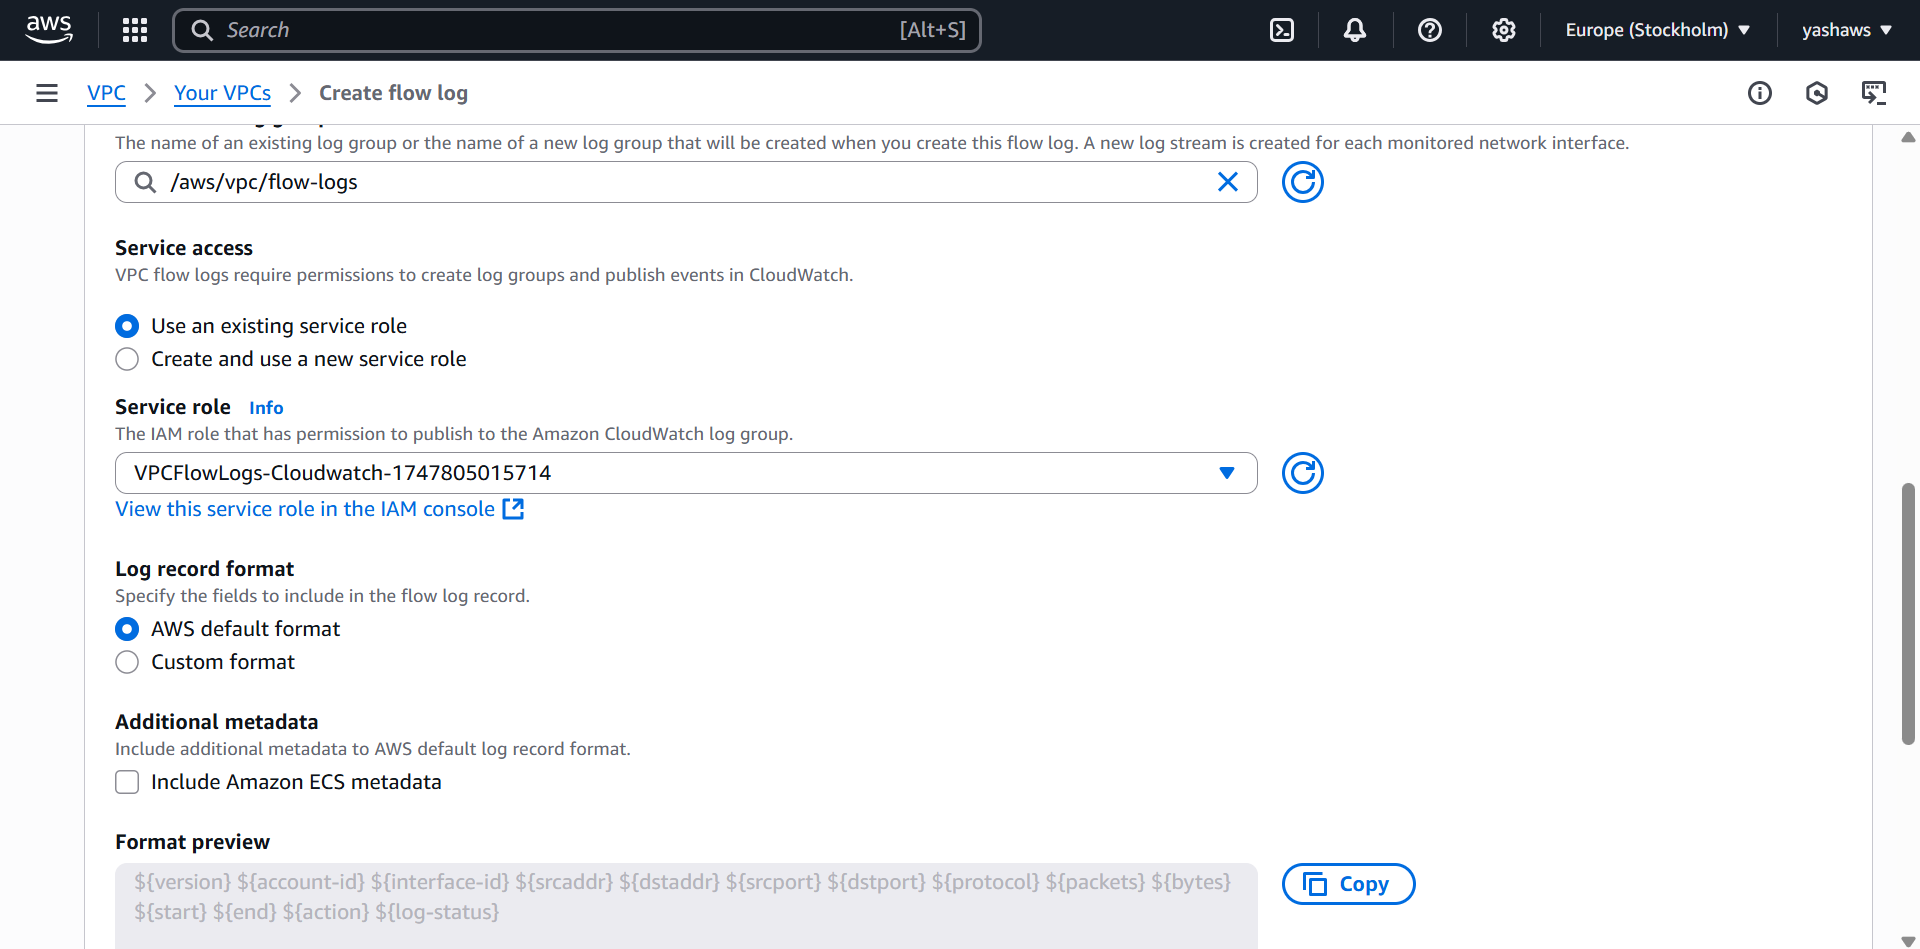 aws
Search
[Alt+S]
Europe (Stockholm)
yashaws
VPC
Your VPCs
Create flow log
The name of an existing log group or the name of a new log group that will be created when you create this flow log. A new log stream is created for each monitored network interface.
/aws/vpc/flow-logs
Service access
VPC flow logs require permissions to create log groups and publish events in CloudWatch.
Use an existing service role
Create and use a new service role
Service role Info
The IAM role that has permission to publish to the Amazon CloudWatch log group.
VPCFlowLogs-Cloudwatch-1747805015714
View this service role in the IAM console
Log record format
Specify the fields to include in the flow log record.
AWS default format
Custom format
Additional metadata
Include additional metadata to AWS default log record format.
Include Amazon ECS metadata
Format preview
${version} ${account-id} ${interface-id} ${srcaddr} ${dstaddr} ${srcport} ${dstport} ${protocol} ${packets} ${bytes}
${start} ${end} ${action} ${log-status}
Copy